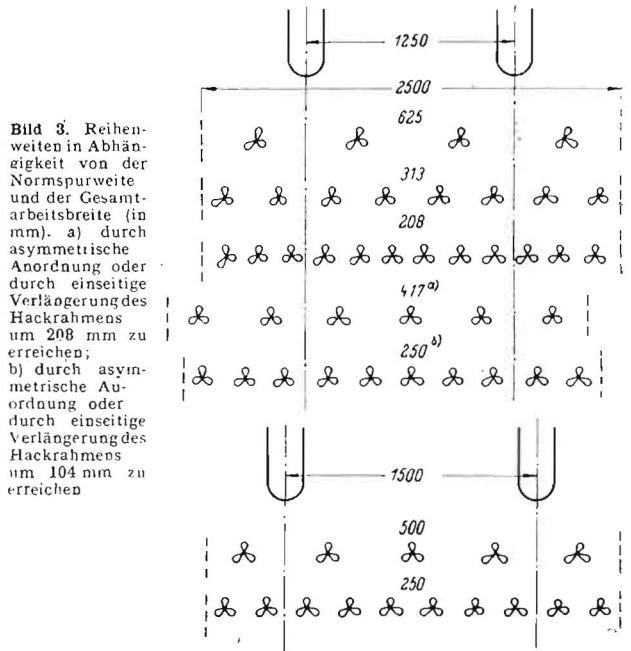 Bild 3. Reihen-
weiten in Abhän-
gigkeit von der
Normspurweite
und der Gesamt-
arbeitsbreite (in
mm). a) durch
asymmetrische
Anordnung oder
durch einseitige
Verlängerung des
Hackrahmens
um 208 mm zu
erreichen;
b) durch asym-
metrische An-
ordnung oder
durch einseitige
Verlängerung des
Hackrahmens
um 104 mm zu
erreichen
1250
2500
625
313
208
417 a)
250 b)
1500
500
250